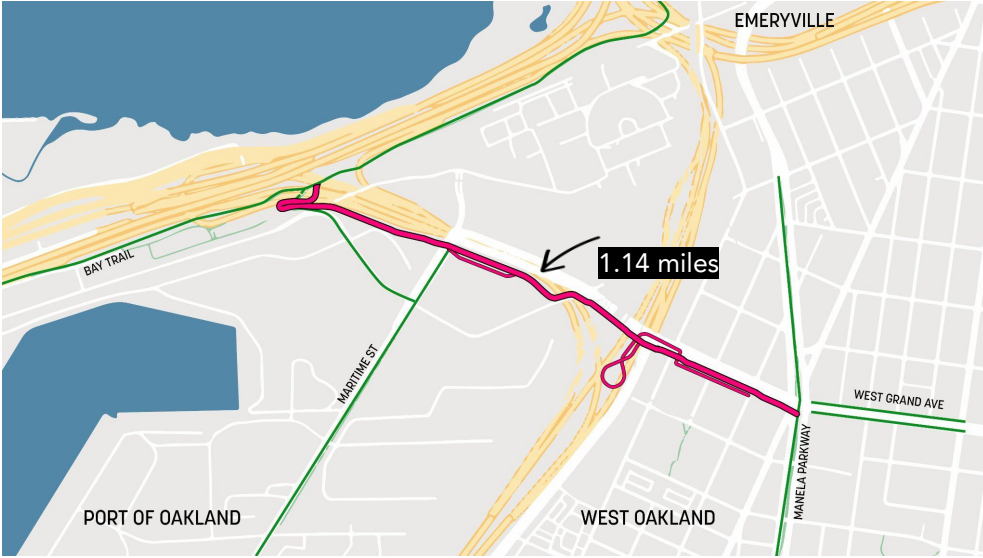 EMERYVILLE
BAY TRAIL
1.14 miles
MARITIME ST
WEST GRAND AVE
MANELA PARKWAY
PORT OF OAKLAND
WEST OAKLAND